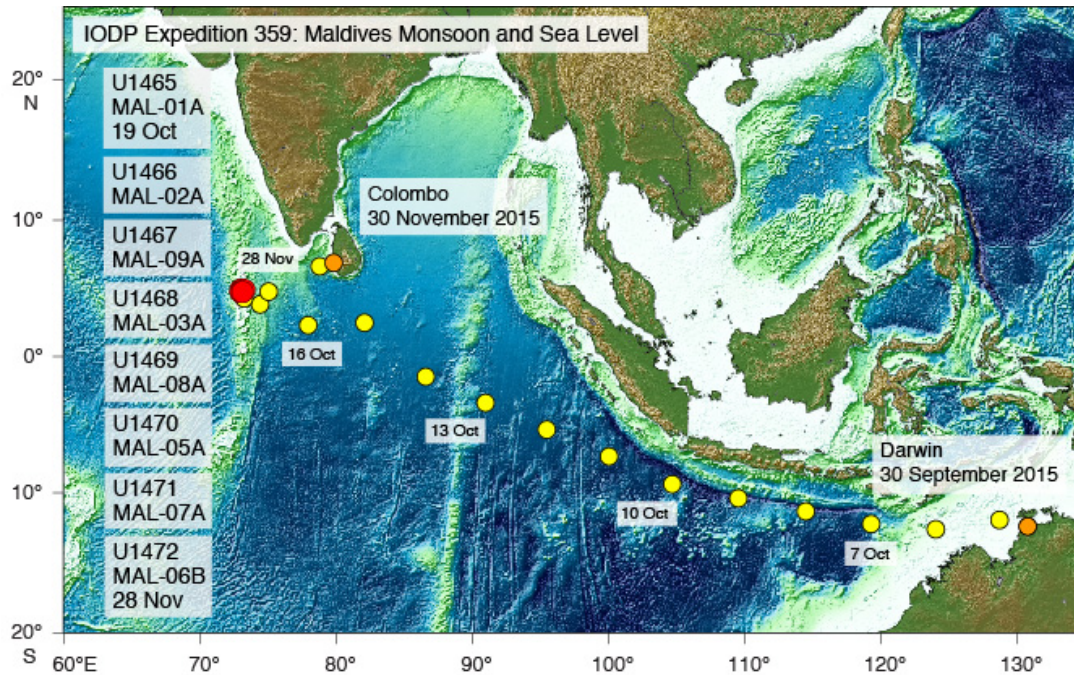 IODP Expedition 359: Maldives Monsoon and Sea Level
20°
N
U1465
MAL-01A
19 Oct
U1466
MAL-02A
Colombo
30 November 2015
10°
U1467
MAL-09A
28 Nov
U1468
MAL-03A
16 Oct
0°
U1469
MAL-08A
13 Oct
U1470
MAL-05A
Darwin
30 September 2015
10°
U1471
MAL-07A
10 Oct
7 Oct
U1472
MAL-06B
28 Nov
20°
S
60°E
70°
80°
90°
100°
110°
120°
130°